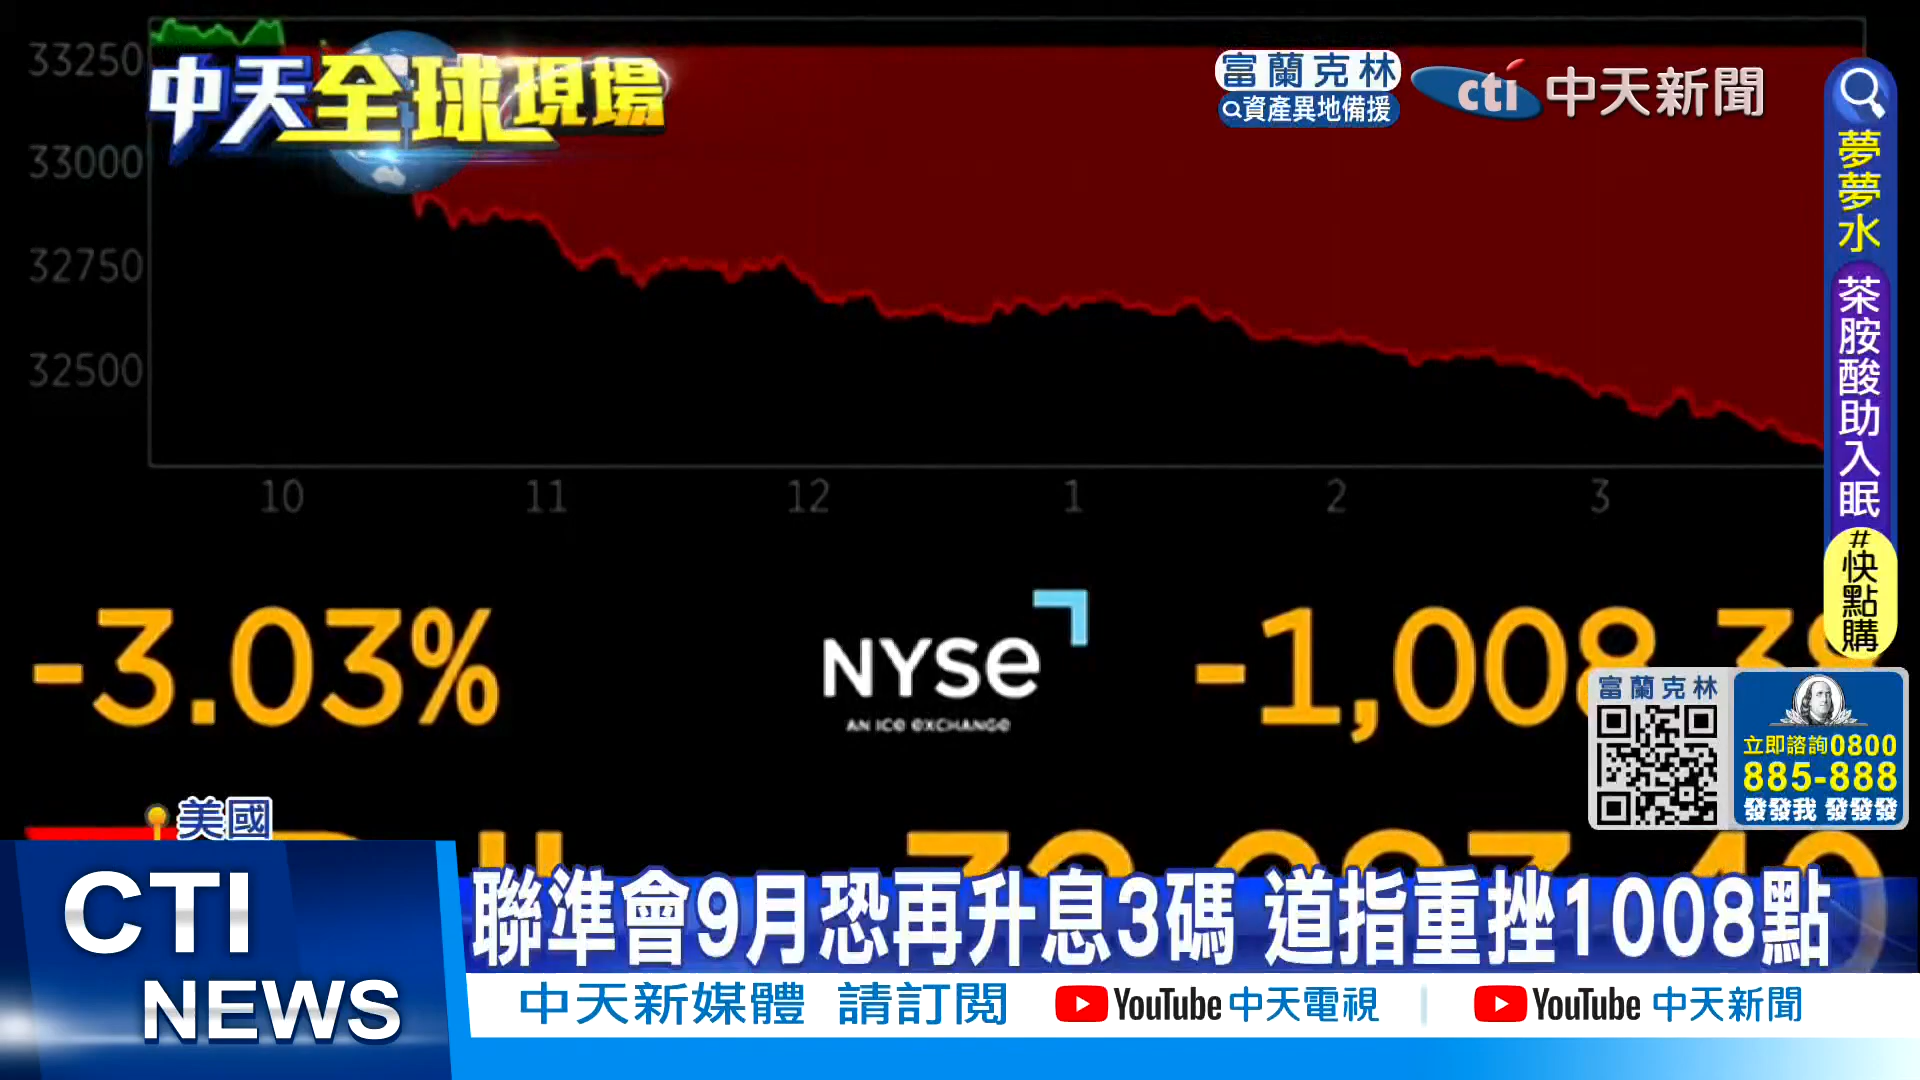 33250
33000
32750
32500
中天全球現場
富蘭克林
資產異地備援
cti 中天新聞
夢夢水
茶胺酸助入眠
#快點購
10 11 12 1 2 3
-3.03%
NYSE
AN ICE EXCHANGE
-1,008.3
富蘭克林
立即諮詢0800
885-888
發發我 發發發
美國
CTI
NEWS
聯準會9月恐再升息3碼 道指重挫1008點
中天新媒體 請訂閱 YouTube 中天電視 YouTube 中天新聞